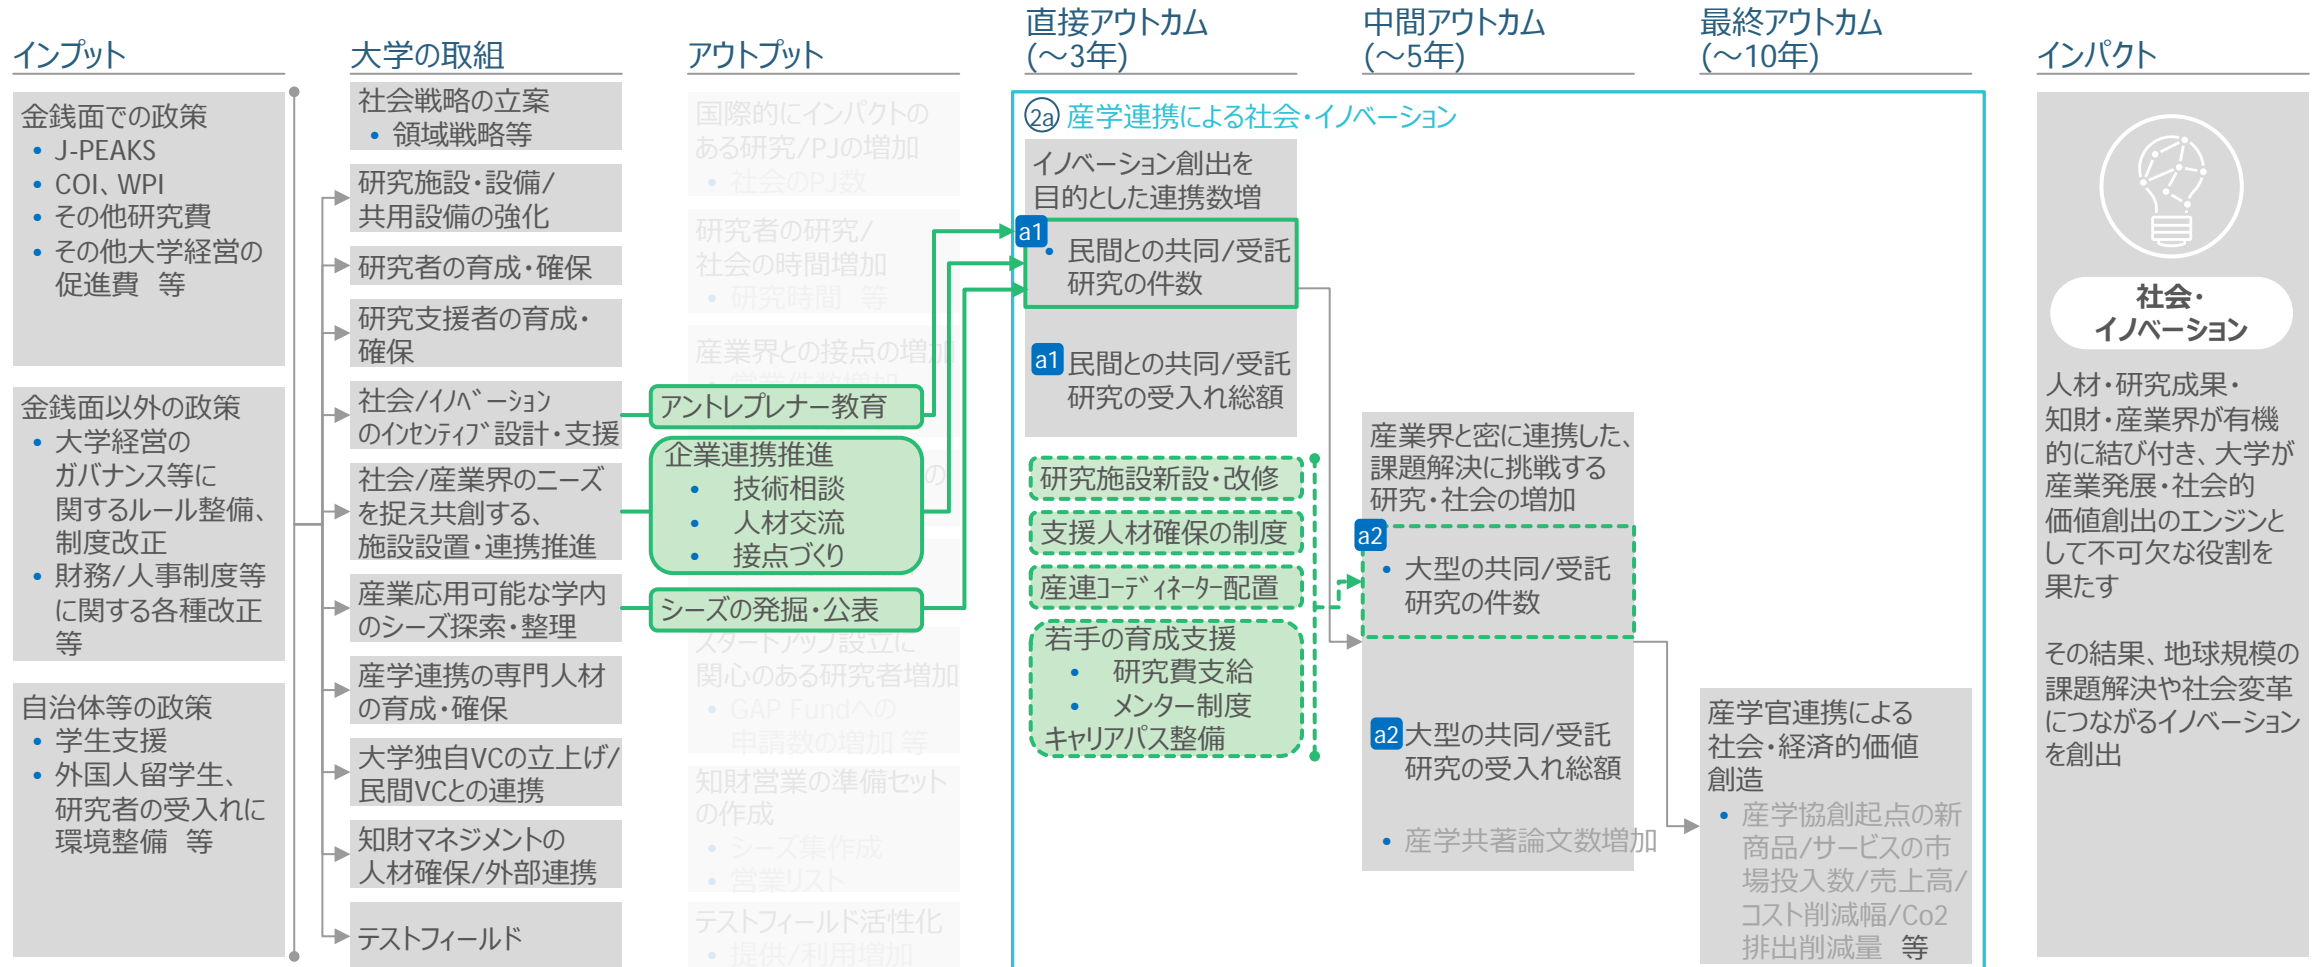 インプット
金銭面での政策
• J-PEAKS
• COI、WPI
• その他研究費
• その他大学経営の
促進費 等
金銭面以外の政策
• 大学経営の
ガバナンス等に
関するルール整備、
制度改正
• 財務/人事制度等
に関する各種改正
等
自治体等の政策
• 学生支援
• 外国人留学生、
研究者の受入れに
環境整備 等
大学の取組
社会戦略の立案
• 領域戦略等
研究施設・設備/
共用設備の強化
研究者の育成・確保
研究支援者の育成・
確保
社会/イノベーション
のインセンティブ設計・支援
社会/産業界のニーズ
を捉え共創する、
施設設置・連携推進
産業応用可能な学内
のシーズ探索・整理
産学連携の専門人材
の育成・確保
大学独自VCの立上げ/
民間VCとの連携
知財マネジメントの
人材確保/外部連携
テストフィールド
アウトプット
国際的にインパクトの
ある研究/PJの増加
• 社会のPJ数
研究者の研究/
社会の時間増加
• 研究時間 等
産業界との接点の増加
アントレプレナー教育
企業連携推進
• 技術相談
• 人材交流
• 接点づくり
の
シーズの発掘・公表
スタートアップ設立に
関心のある研究者増加
• GAP Fundへの
申請数の増加 等
知財営業の準備セット
の作成
• シーズ集作成
• 営業リスト
テストフィールド活性化
• 提供/利用増加
直接アウトカム
(～3年)
2a 産学連携による社会・イノベーション
イノベーション創出を
目的とした連携数増
a1
• 民間との共同/受託
研究の件数
a1 民間との共同/受託
研究の受入れ総額
研究施設新設・改修
支援人材確保の制度
産連コーディネーター配置
若手の育成支援
• 研究費支給
• メンター制度
キャリアパス整備
中間アウトカム
(～5年)
産業界と密に連携した、
課題解決に挑戦する
研究・社会の増加
a2
• 大型の共同/受託
研究の件数
a2 大型の共同/受託
研究の受入れ総額
• 産学共著論文数増加
最終アウトカム
(～10年)
産学官連携による
社会・経済的価値
創造
• 産学協創起点の新
商品/サービスの市
場投入数/売上高/
コスト削減幅/Co2
排出削減量 等
インパクト
社会・
イノベーション
人材・研究成果・
知財・産業界が有機
的に結び付き、大学が
産業発展・社会的
価値創出のエンジンと
して不可欠な役割を
果たす
その結果、地球規模の
課題解決や社会変革
につながるイノベーション
を創出